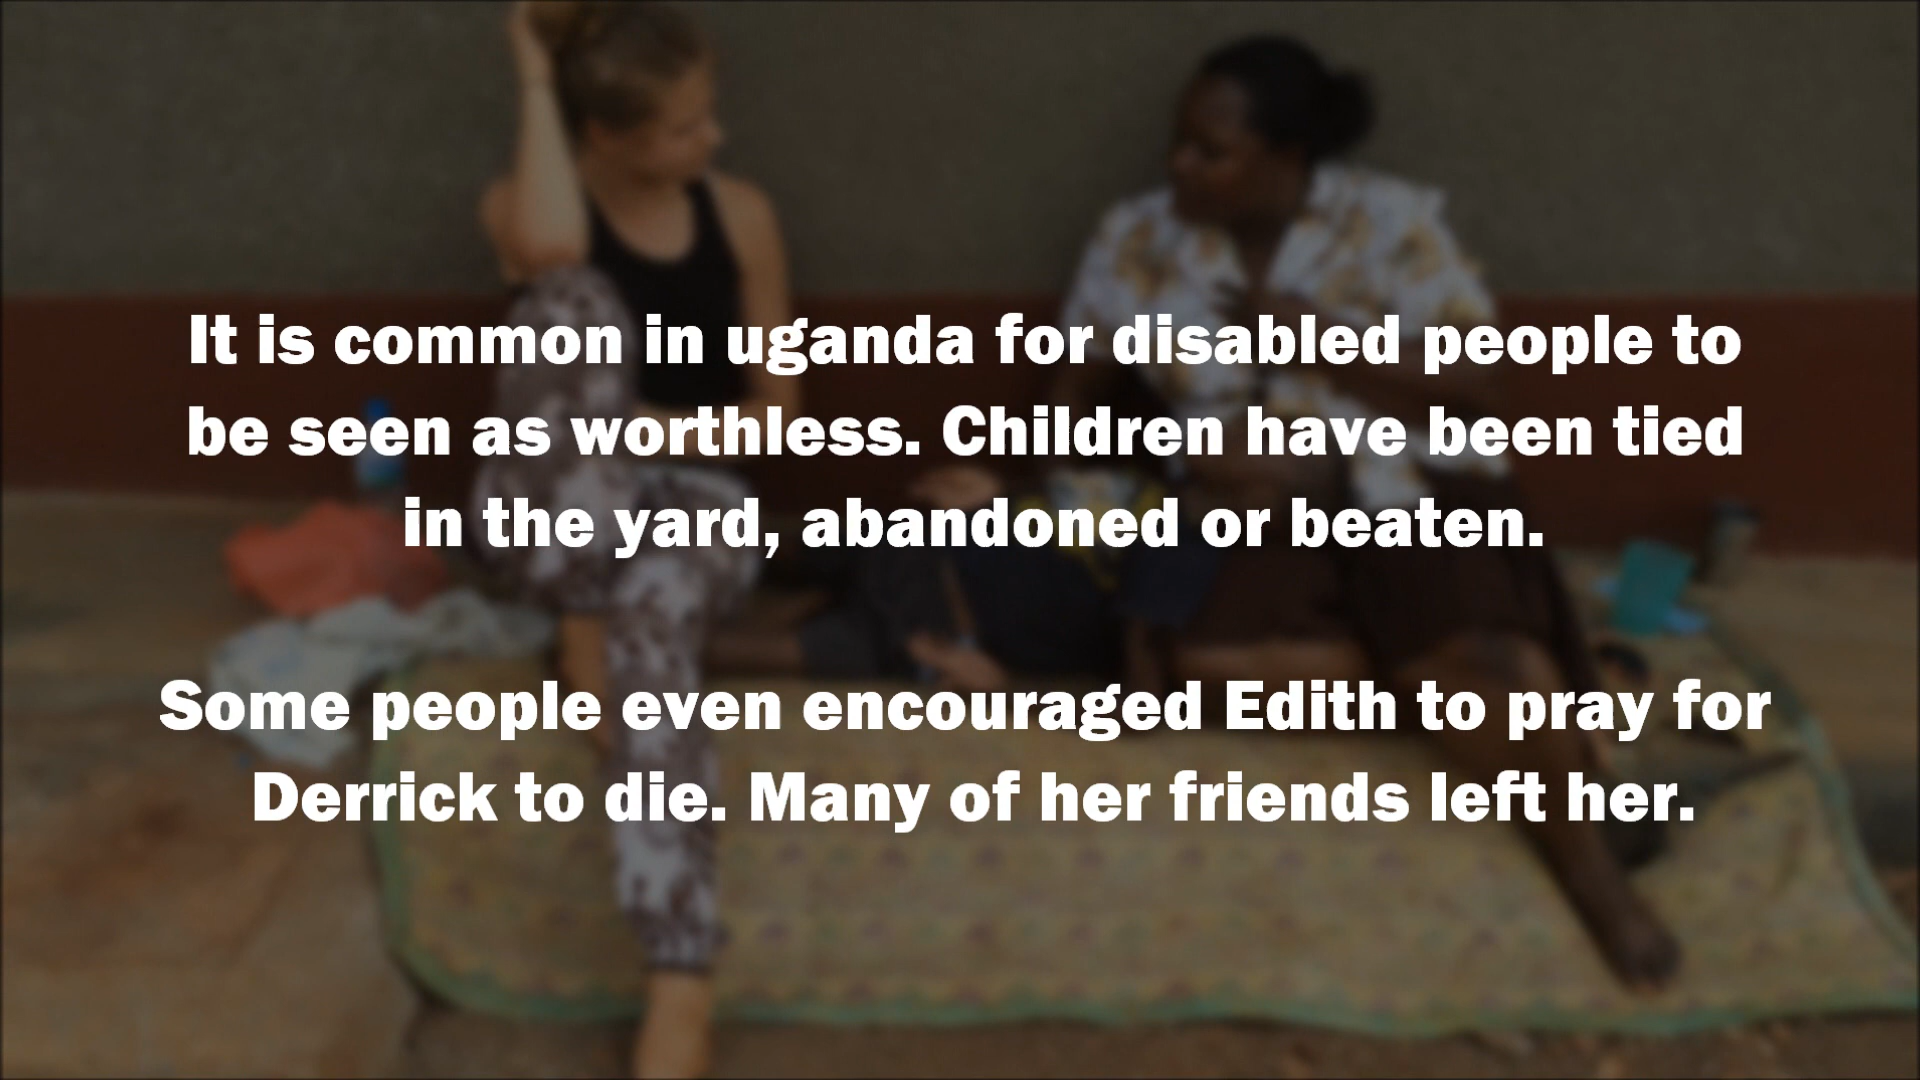 It is common in uganda for disabled people to
be seen as worthless. Children have been tied
in the yard, abandoned or beaten.
Some people even encouraged Edith to pray for
Derrick to die. Many of her friends left her.